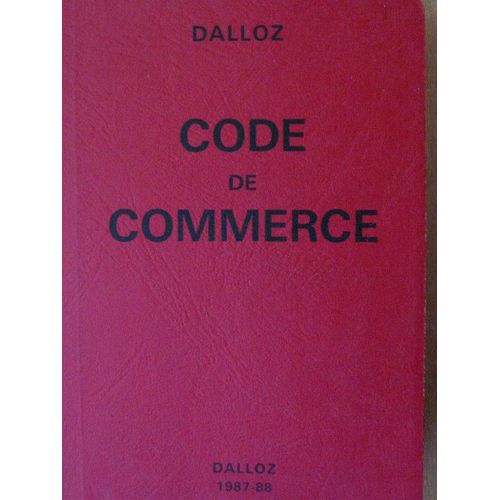 DALLOZ
CODE
DE
COMMERCE
DALLOZ
1987-88